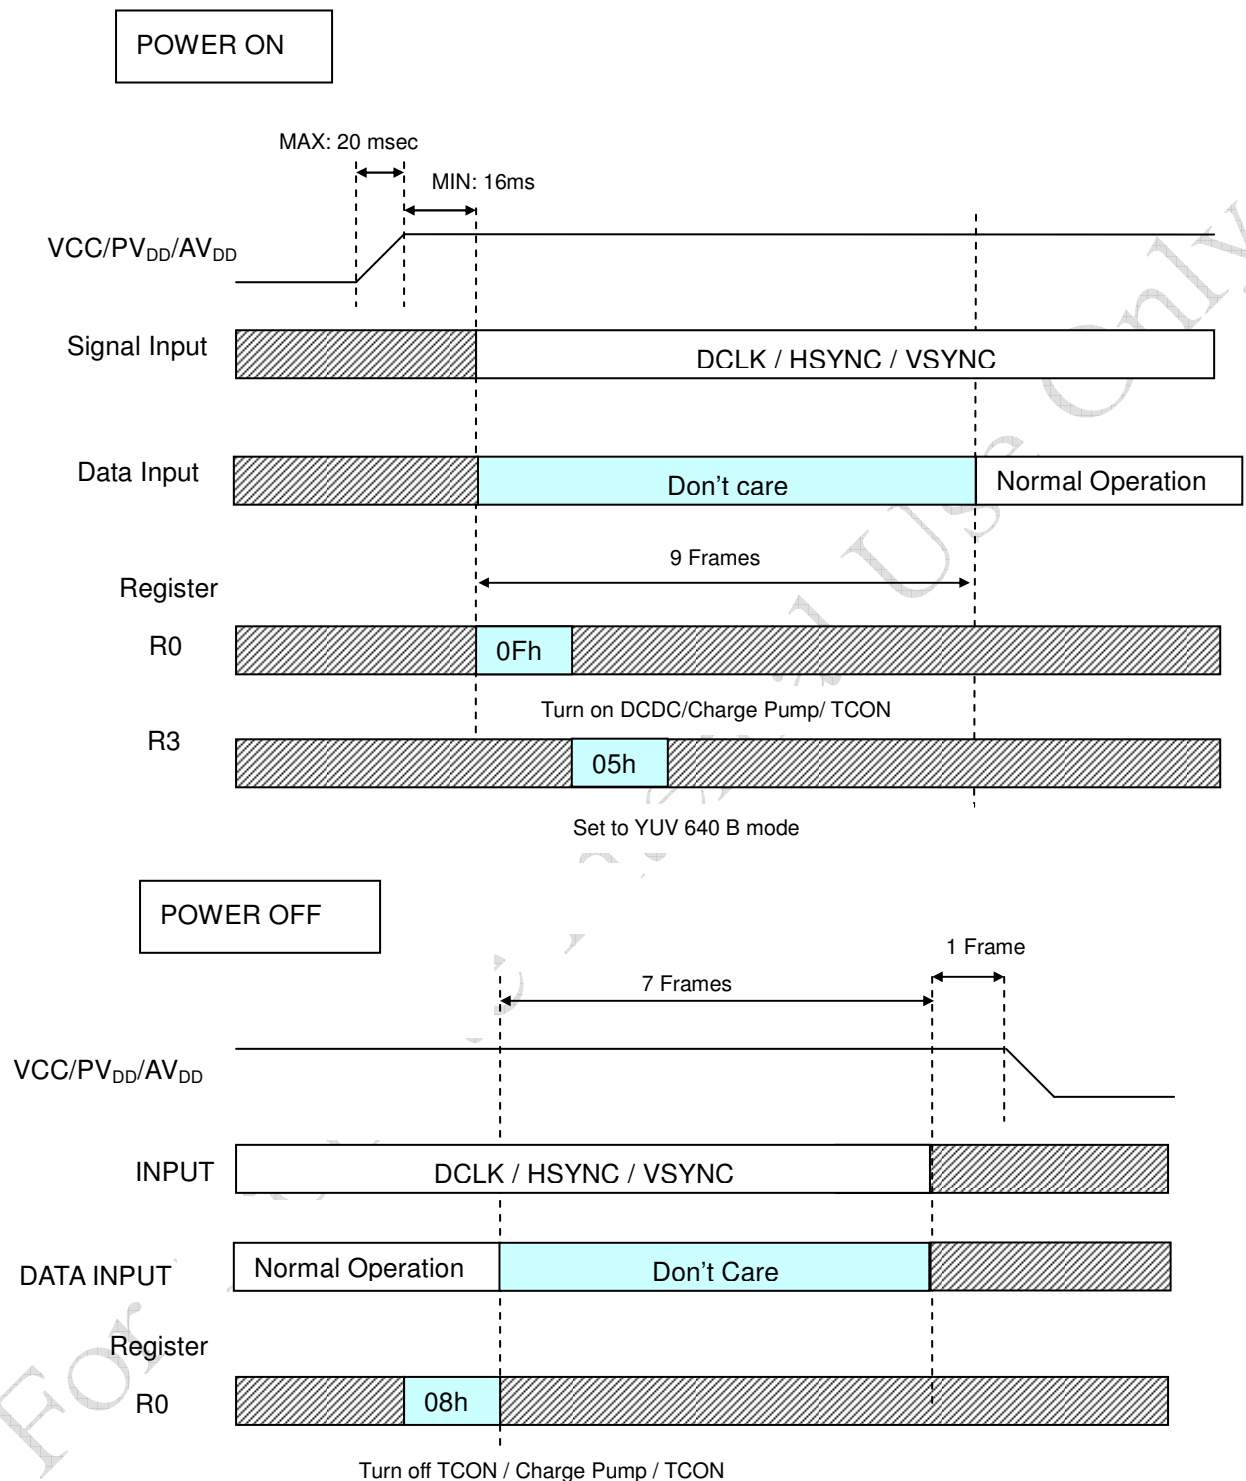 POWER ON
MAX: 20 msec
MIN: 16ms
VCC/PVDD/AVDD
Signal Input
DCLK / HSYNC / VSYNC
Data Input
Don't care
Normal Operation
9 Frames
Register
R0
0Fh
Turn on DCDC/Charge Pump/ TCON
R3
05h
Set to YUV 640 B mode
POWER OFF
1 Frame
7 Frames
VCC/PVDD/AVDD
INPUT
DCLK / HSYNC / VSYNC
DATA INPUT
Normal Operation
Don't Care
Register
R0
08h
Turn off TCON / Charge Pump / TCON
For
Use Only